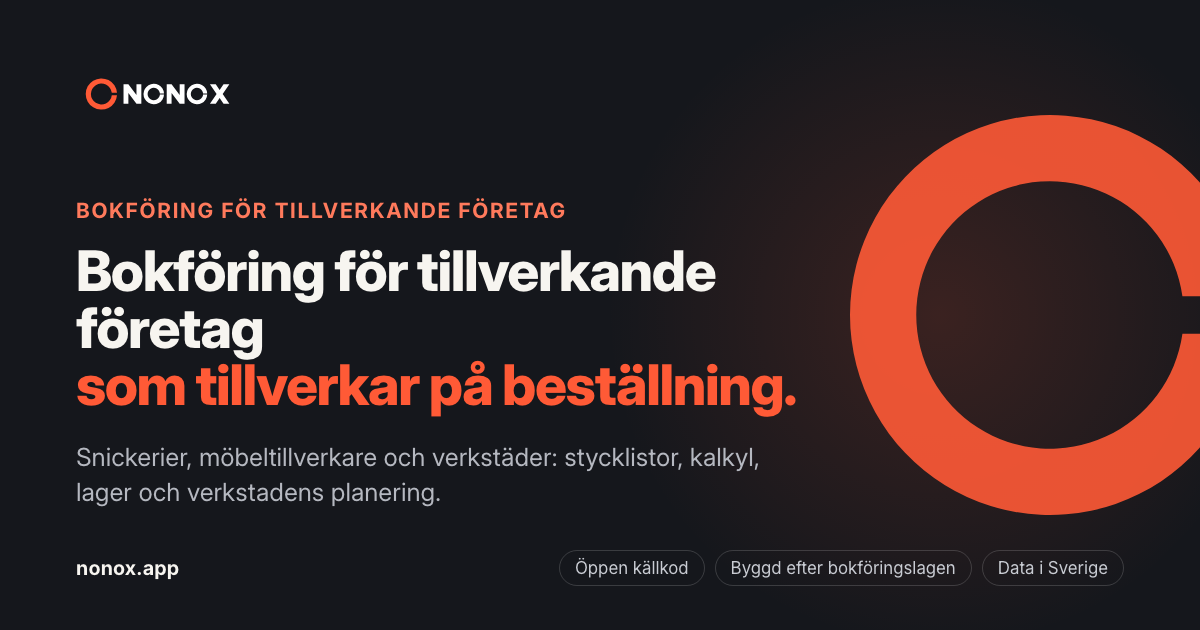 NONOX
BOKFÖRING FÖR TILLVERKANDE FÖRETAG
Bokföring för tillverkande
företag
som tillverkar på beställning.
Snickerier, möbeltillverkare och verkstäder: stycklistor, kalkyl,
lager och verkstadens planering.
nonox.app
Öppen källkod
Byggd efter bokföringslagen
Data i Sverige